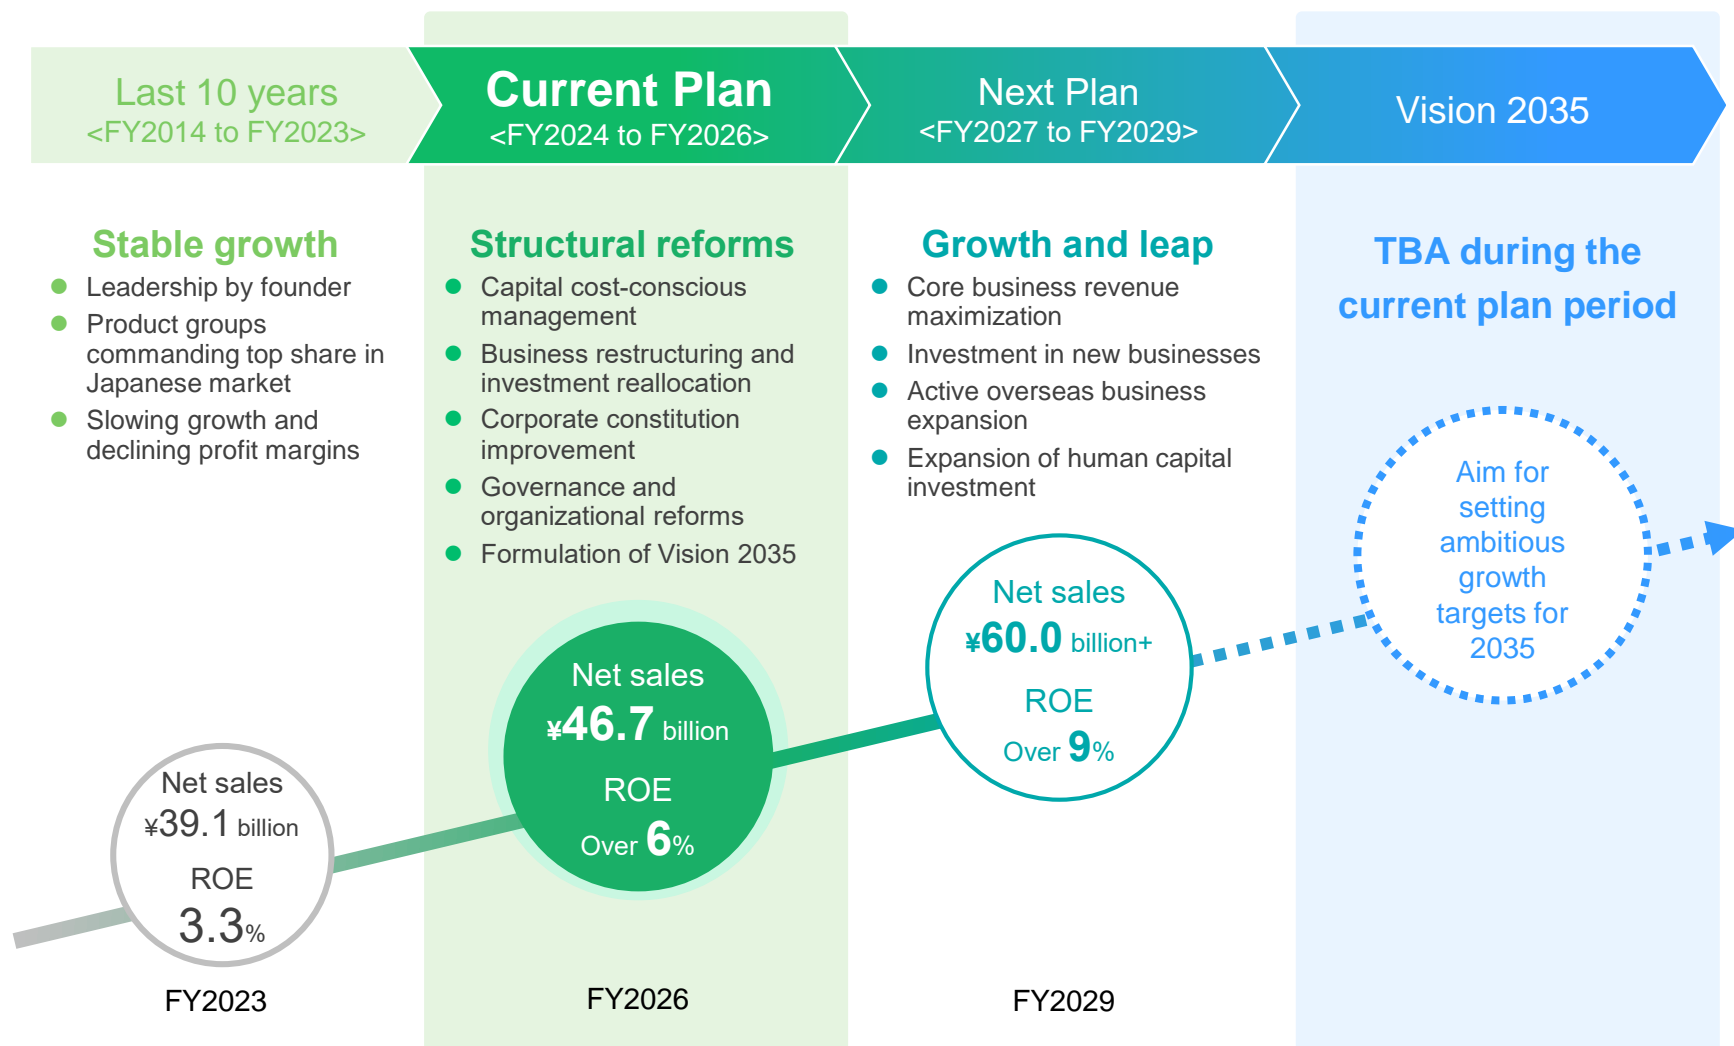 Last 10 years
<FY2014 to FY2023>
Current Plan
<FY2024 to FY2026>
Next Plan
<FY2027 to FY2029>
Vision 2035
Stable growth
● Leadership by founder
● Product groups
commanding top share in
Japanese market
● Slowing growth and
declining profit margins
Net sales
¥39.1 billion
ROE
3.3%
FY2023
Structural reforms
● Capital cost-conscious
management
● Business restructuring and
investment reallocation
● Corporate constitution
improvement
● Governance and
organizational reforms
● Formulation of Vision 2035
Net sales
¥46.7 billion
ROE
Over 6%
FY2026
Growth and leap
● Core business revenue
maximization
● Investment in new businesses
● Active overseas business
expansion
● Expansion of human capital
investment
Net sales
¥60.0 billion+
ROE
Over 9%
FY2029
TBA during the
current plan period
Aim for
setting
ambitious
growth
targets for
2035